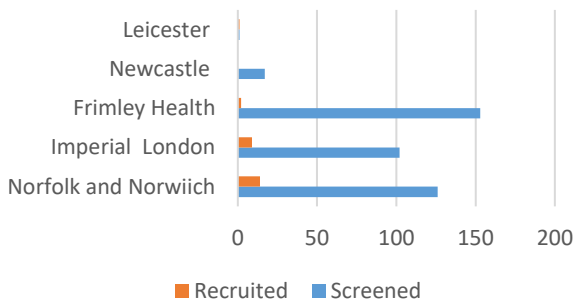 Leicester
Newcastle
Frimley Health
Imperial London
Norfolk and Norwiich
0 50 100 150 200
Recruited Screened